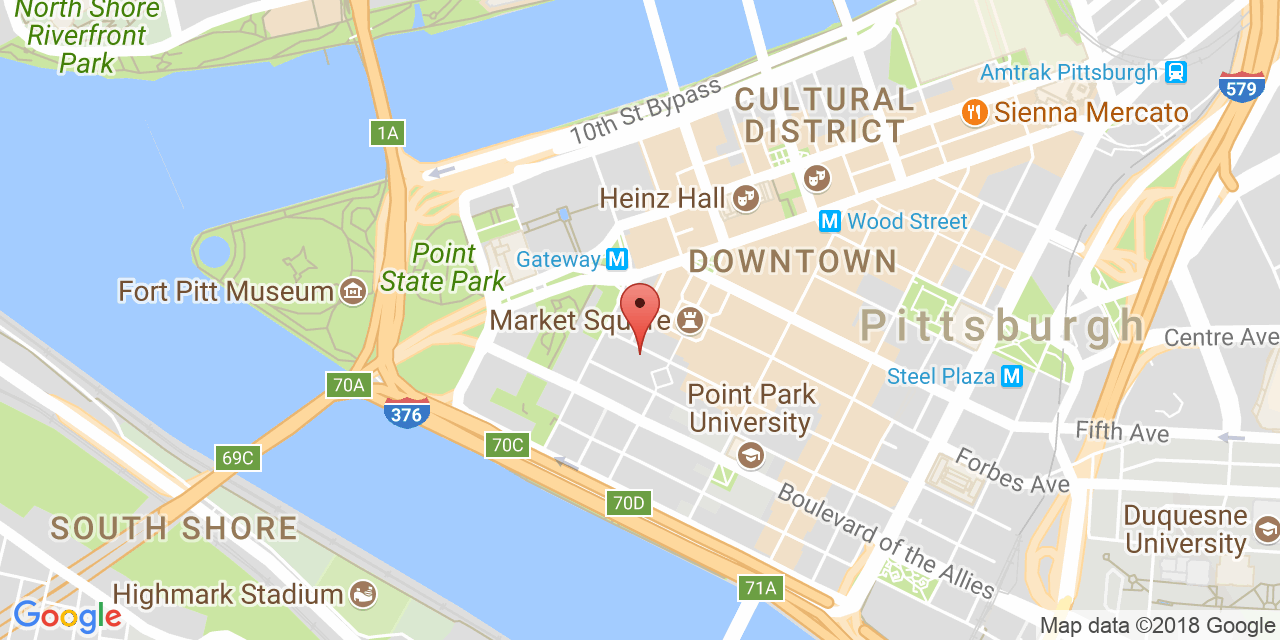 North Shore
Riverfront
Park
1A
10th St Bypass
CULTURAL
DISTRICT
Amtrak Pittsburgh
579
Sienna Mercato
Heinz Hall
M Wood Street
Gateway M
DOWNTOWN
Point
State Park
Fort Pitt Museum
Market Square
Pittsburgh
Centre Ave
Steel Plaza M
70A
376
Point Park
University
Fifth Ave
70C
69C
Forbes Ave
70D
Boulevard of the Allies
SOUTH SHORE
Duquesne
University
71A
Highmark Stadium
Google
Map data ©2018 Google